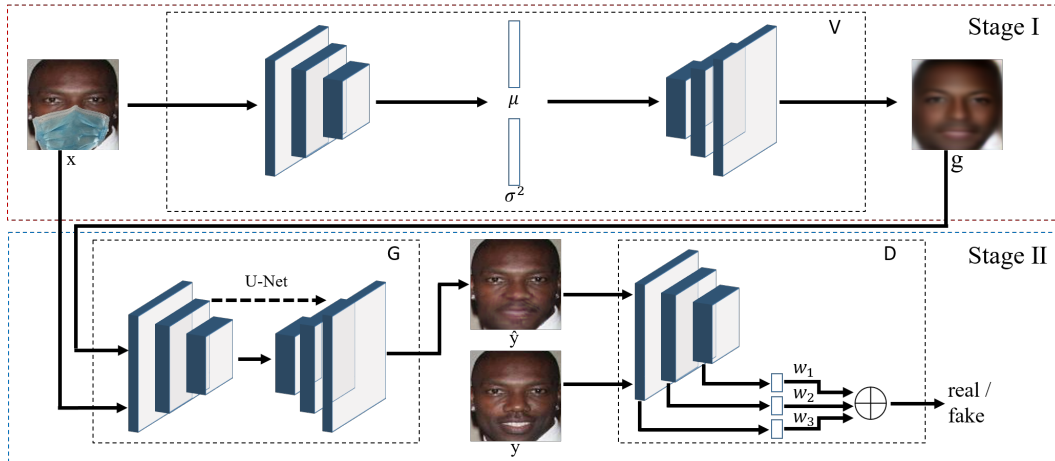 V
Stage I
μ
x
g
σ²
G
D
Stage II
U-Net
ŷ
w₁
w₂
real /
fake
w₃
y